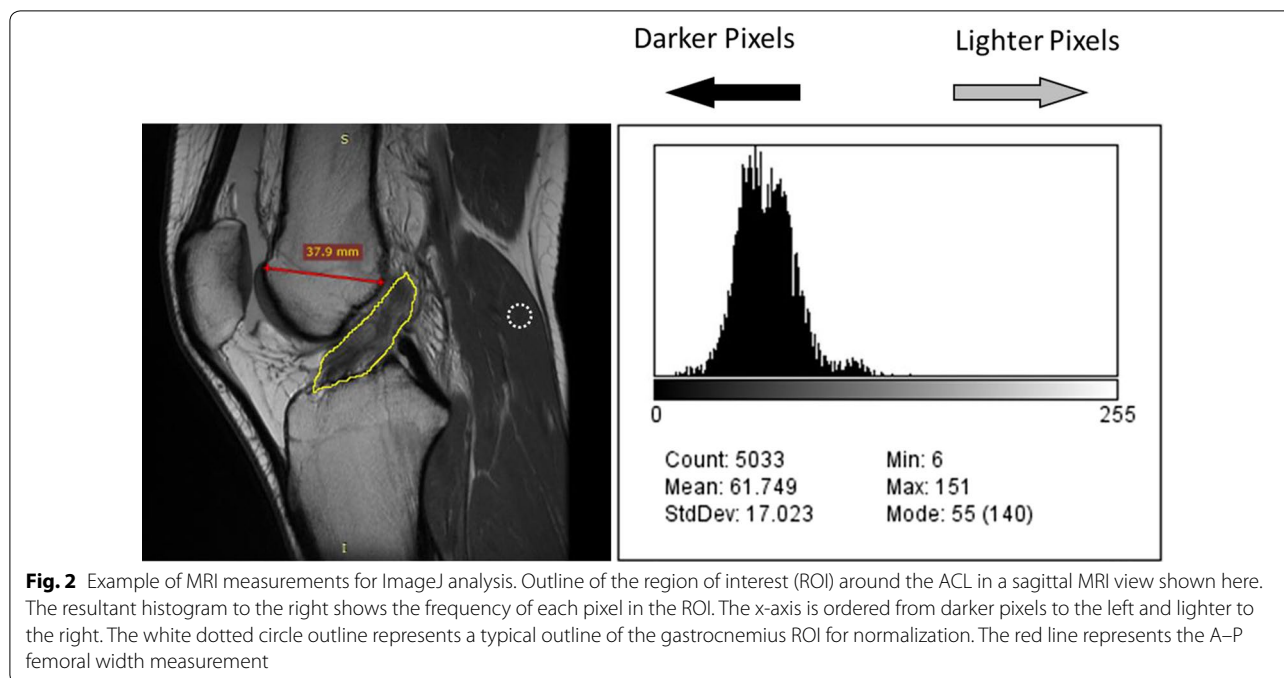 Darker Pixels
Lighter Pixels
S
37.9 mm
I
0
255
Count: 5033
Min: 6
Mean: 61.749
Max: 151
StdDev: 17.023
Mode: 55 (140)
Fig. 2 Example of MRI measurements for ImageJ analysis. Outline of the region of interest (ROI) around the ACL in a sagittal MRI view shown here.
The resultant histogram to the right shows the frequency of each pixel in the ROI. The x-axis is ordered from darker pixels to the left and lighter to
the right. The white dotted circle outline represents a typical outline of the gastrocnemius ROI for normalization. The red line represents the A–P
femoral width measurement